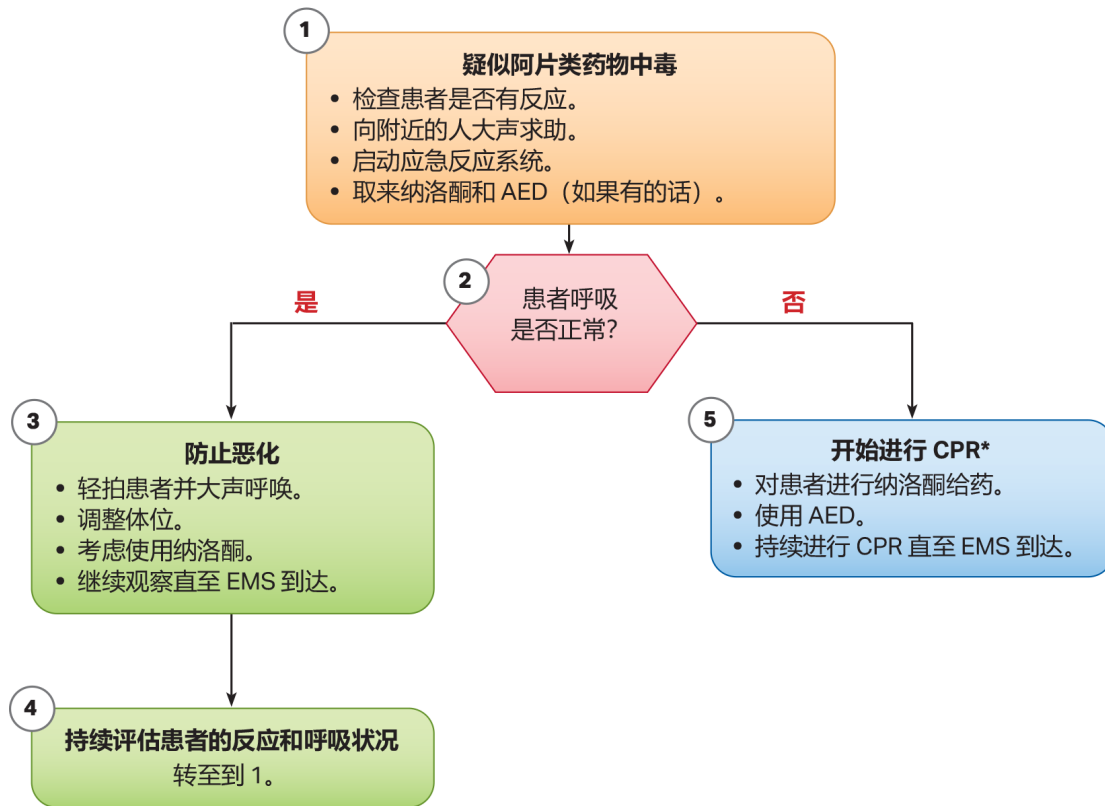 1
疑似阿片类药物中毒
• 检查患者是否有反应。
• 向附近的人大声求助。
• 启动应急反应系统。
• 取来纳洛酮和 AED（如果有的话）。
2
患者呼吸
是否正常？
是
否
3
防止恶化
• 轻拍患者并大声呼唤。
• 调整体位。
• 考虑使用纳洛酮。
• 继续观察直至 EMS 到达。
4
持续评估患者的反应和呼吸状况
转至到 1。
5
开始进行 CPR*
• 对患者进行纳洛酮给药。
• 使用 AED。
• 持续进行 CPR 直至 EMS 到达。